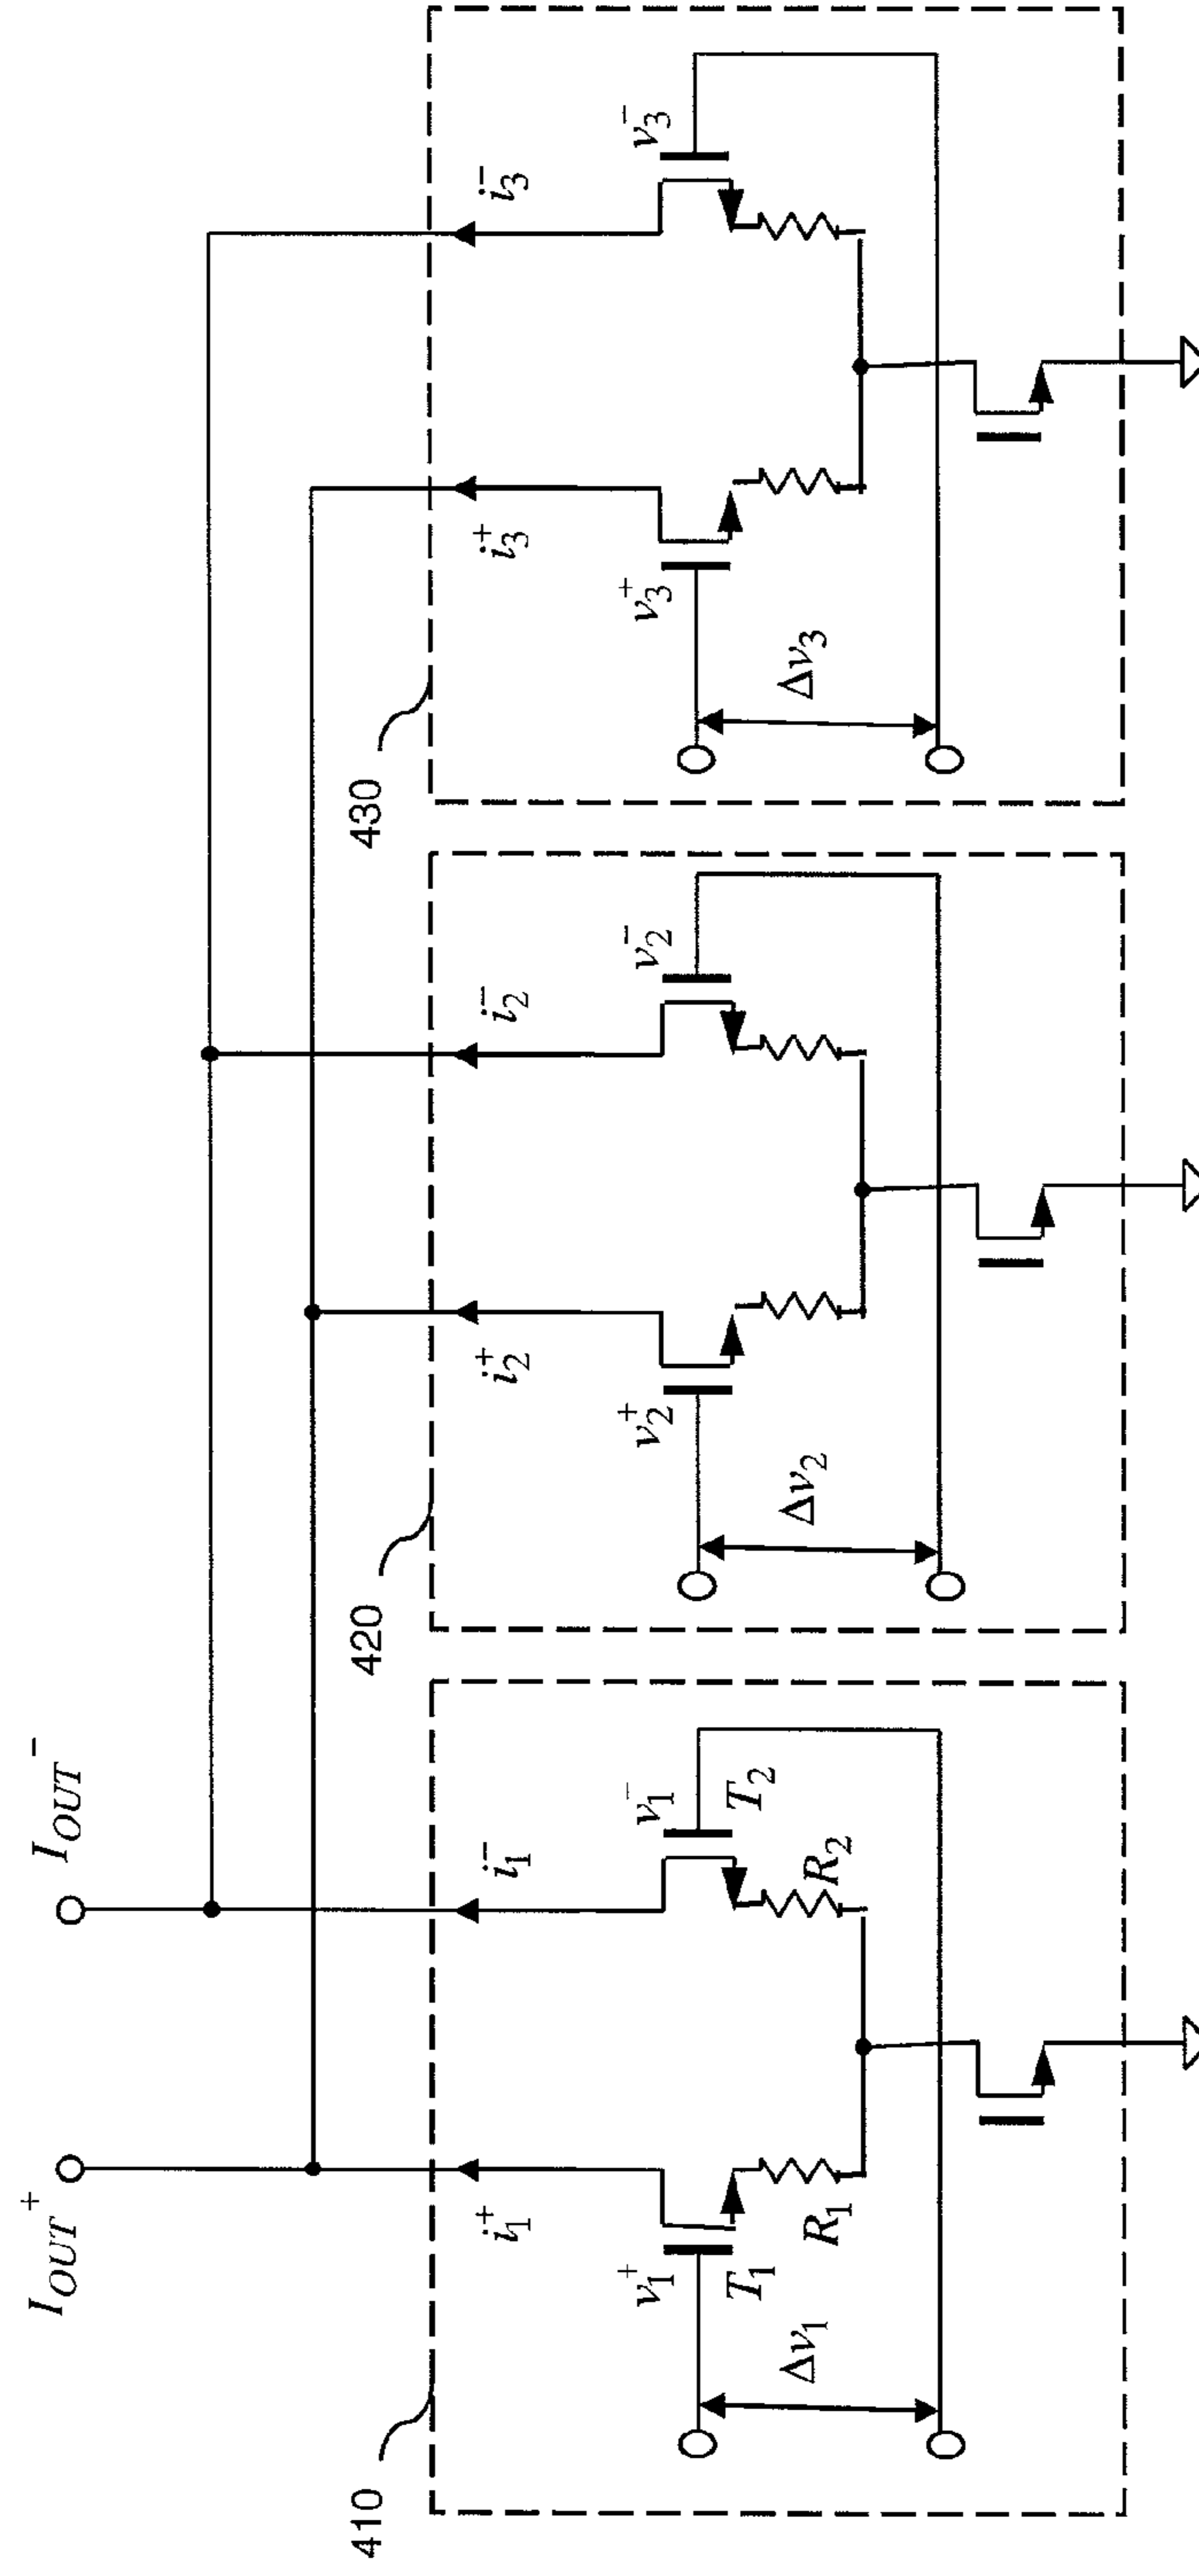 I_OUT^+
I_OUT^-
410
420
430
i_1^+
i_1^-
i_2^+
i_2^-
i_3^+
i_3^-
v_1^+
v_1^-
v_2^+
v_2^-
v_3^+
v_3^-
T_1
T_2
Δv_1
R_1
R_2
Δv_2
Δv_3